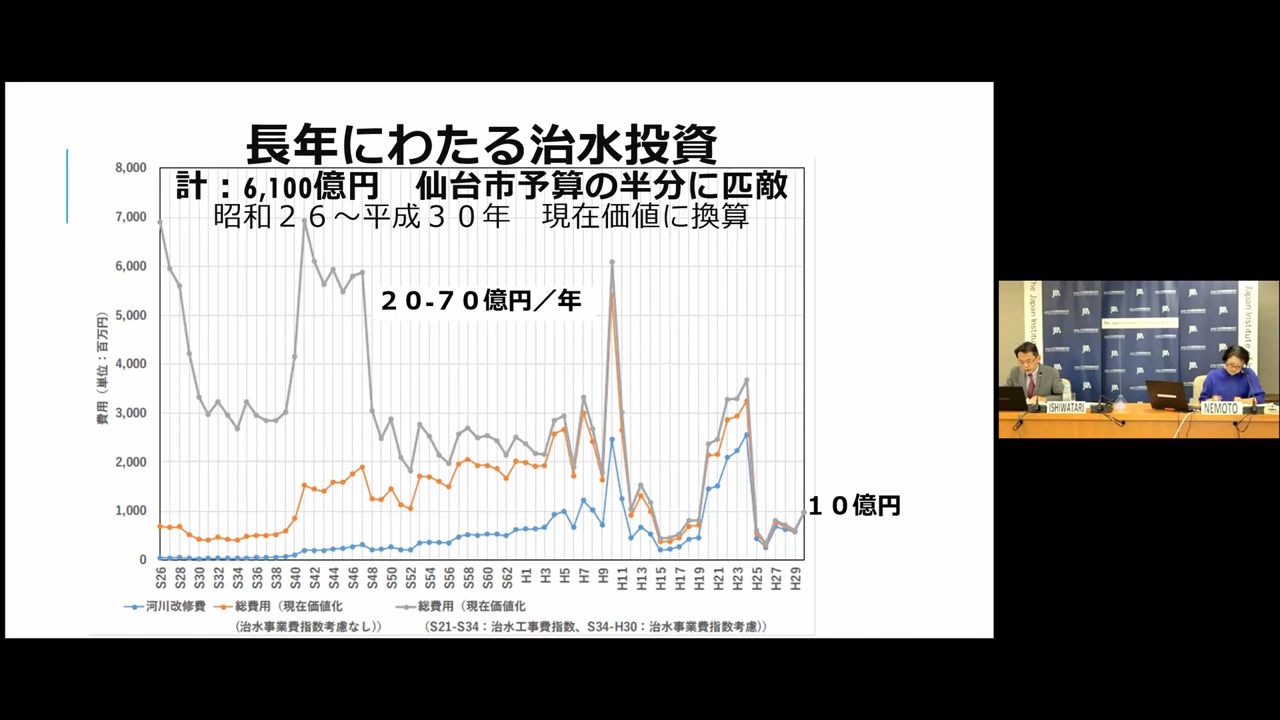 長年にわたる治水投資
計：6,100億円　仙台市予算の半分に匹敵
昭和２６～平成３０年　現在価値に換算
２０-７０億円／年
１０億円
費用（単位：百万円）
8,000
7,000
6,000
5,000
4,000
3,000
2,000
1,000
0
S26 S28 S30 S32 S34 S36 S38 S40 S42 S44 S46 S48 S50 S52 S54 S56 S58 S60 S62 H1 H3 H5 H7 H9 H11 H13 H15 H17 H19 H21 H23 H25 H27 H29
河川改修費 総費用（現在価値化 総費用（現在価値化
（治水事業費指数考慮なし）） （S21-S34：治水工事費指数、S34-H30：治水事業費指数考慮））
The Japan Institute
Japan Institute
ISHIWATARI
NEMOTO